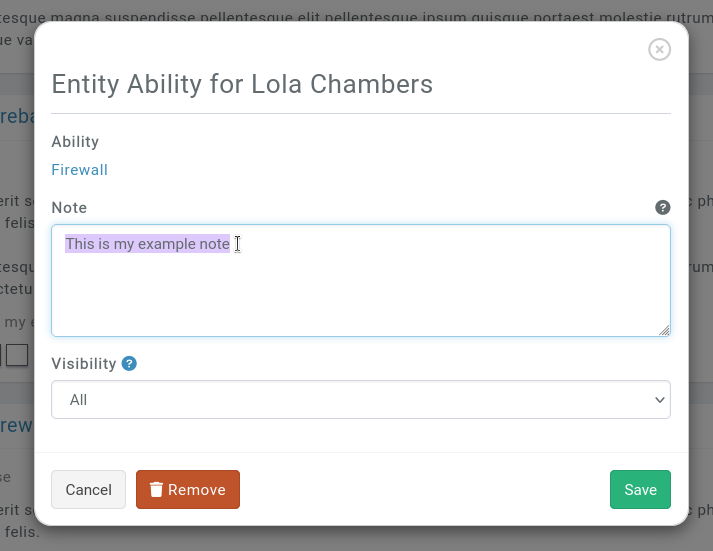 tesque magna suspendisse pellentesque elit pellentesque ipsum quisque portaest molestie rutrum
ue va
Entity Ability for Lola Chambers
Ability
Firewall
Note
This is my example note
Visibility
All
Cancel
Remove
Save
felis.